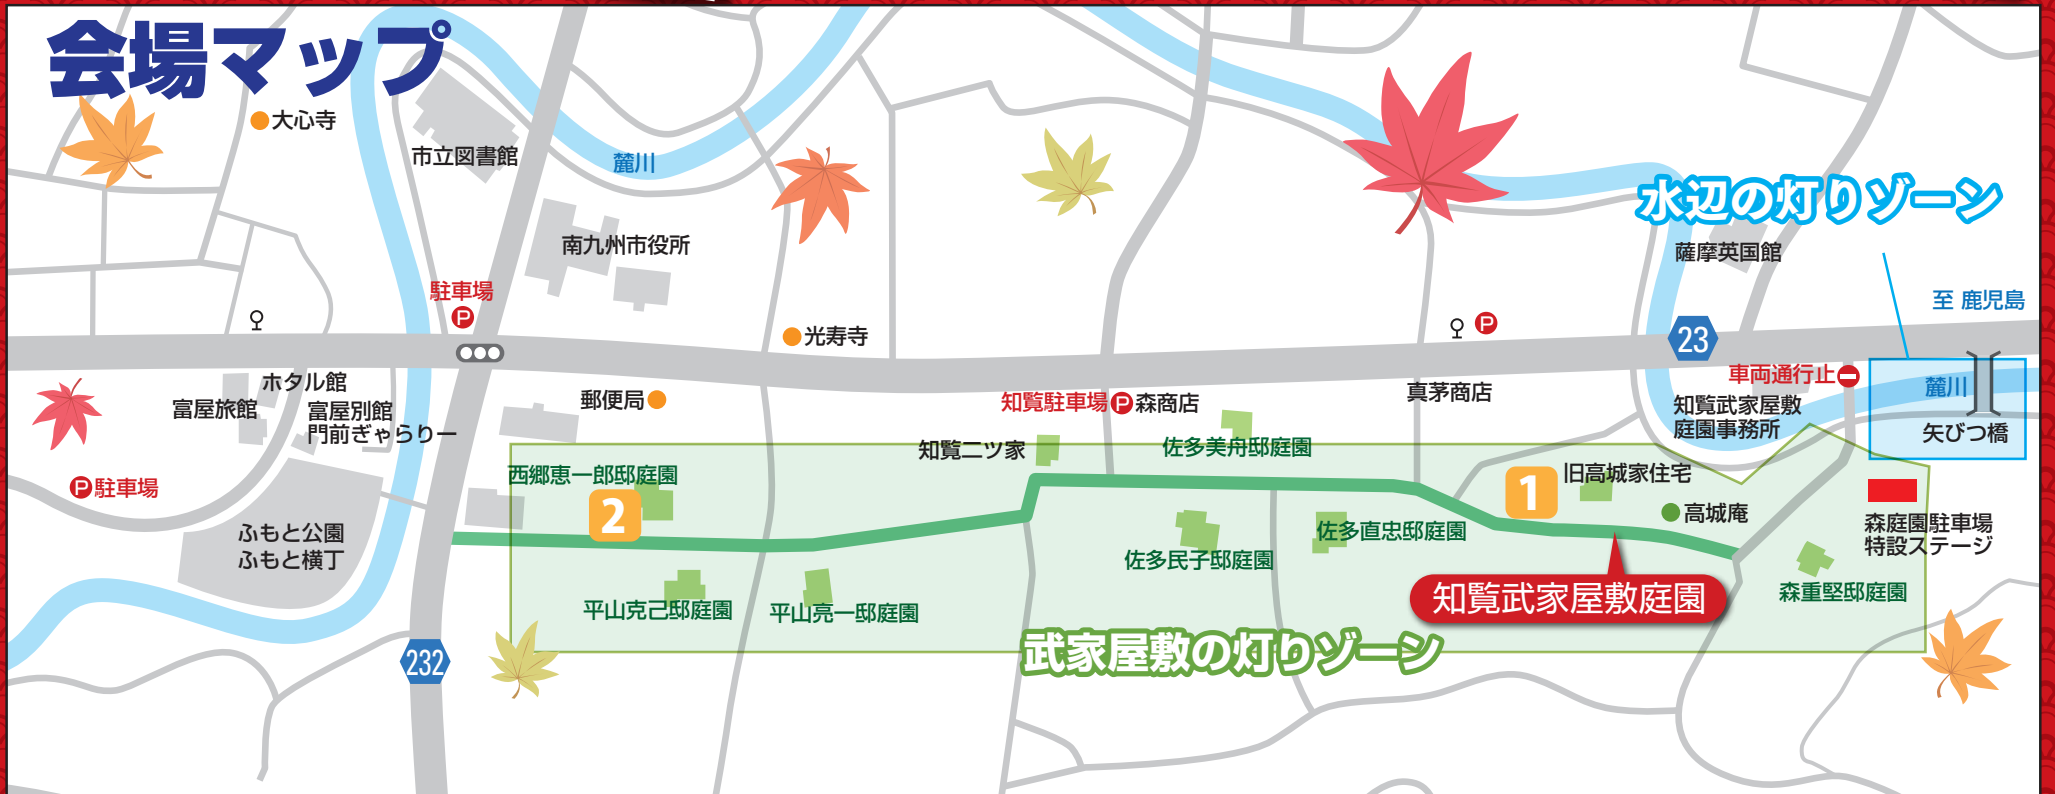 会場マップ
大心寺
市立図書館
麓川
水辺の灯りゾーン
南九州市役所
薩摩英国館
駐車場
P
至 鹿児島
光寿寺
P
23
ホタル館
富屋旅館
富屋別館
門前ぎゃらりー
郵便局
知覧駐車場 P 森商店
真茅商店
車両通行止
知覧武家屋敷
庭園事務所
麓川
矢びつ橋
知覧二ツ家
佐多美舟邸庭園
西郷恵一郎邸庭園
旧高城家住宅
P 駐車場
2
1
高城庵
ふもと公園
ふもと横丁
佐多民子邸庭園
佐多直忠邸庭園
森庭園駐車場
特設ステージ
平山克己邸庭園
平山亮一邸庭園
知覧武家屋敷庭園
森重堅邸庭園
武家屋敷の灯りゾーン
232